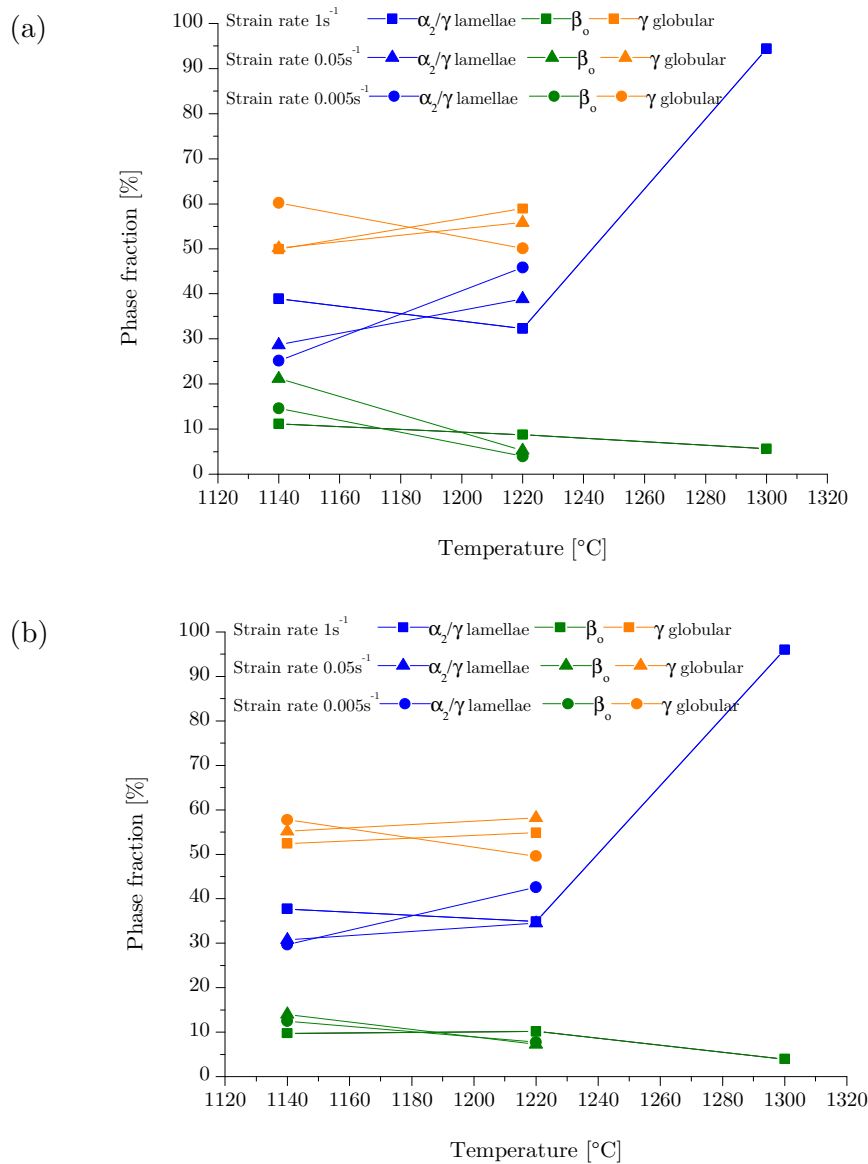 (a)
Strain rate 1s⁻¹ α₂/γ lamellae βₒ γ globular
Strain rate 0.05s⁻¹ α₂/γ lamellae βₒ γ globular
Strain rate 0.005s⁻¹ α₂/γ lamellae βₒ γ globular
100
90
80
70
60
50
40
30
20
10
0
Phase fraction [%]
1120 1140 1160 1180 1200 1220 1240 1260 1280 1300 1320
Temperature [°C]
(b)
Strain rate 1s⁻¹ α₂/γ lamellae βₒ γ globular
Strain rate 0.05s⁻¹ α₂/γ lamellae βₒ γ globular
Strain rate 0.005s⁻¹ α₂/γ lamellae βₒ γ globular
100
90
80
70
60
50
40
30
20
10
0
Phase fraction [%]
1120 1140 1160 1180 1200 1220 1240 1260 1280 1300 1320
Temperature [°C]